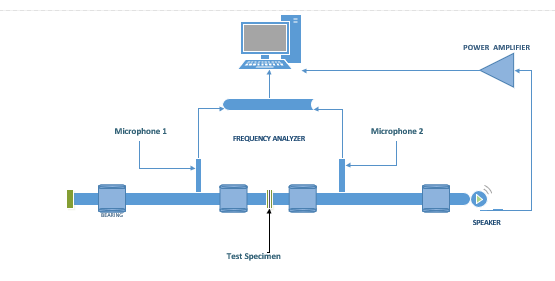 POWER AMPLIFIER
Microphone 1
Microphone 2
FREQUENCY ANALYZER
BEARING
SPEAKER
Test Specimen